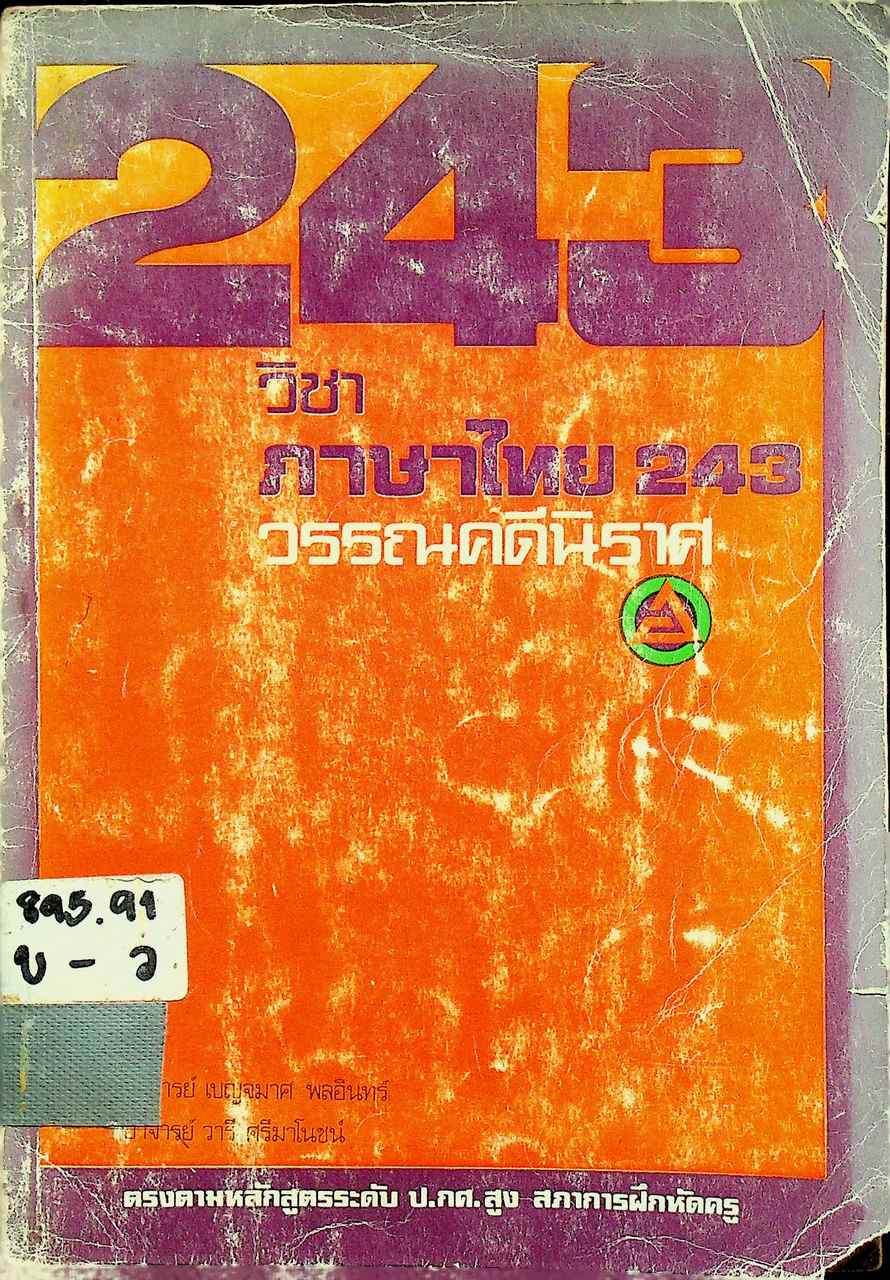 243
วิชา
ภาษาไทย 243
วรรณคดีนิราศ
895.91
บ - ว
ารย์ เบญจมาศ พลอินทร์
อาจารย์ วารี ศรีมาโนชน์
ตรงตามหลักสูตรระดับ ป.กศ.สูง สภาการฝึกหัดครู